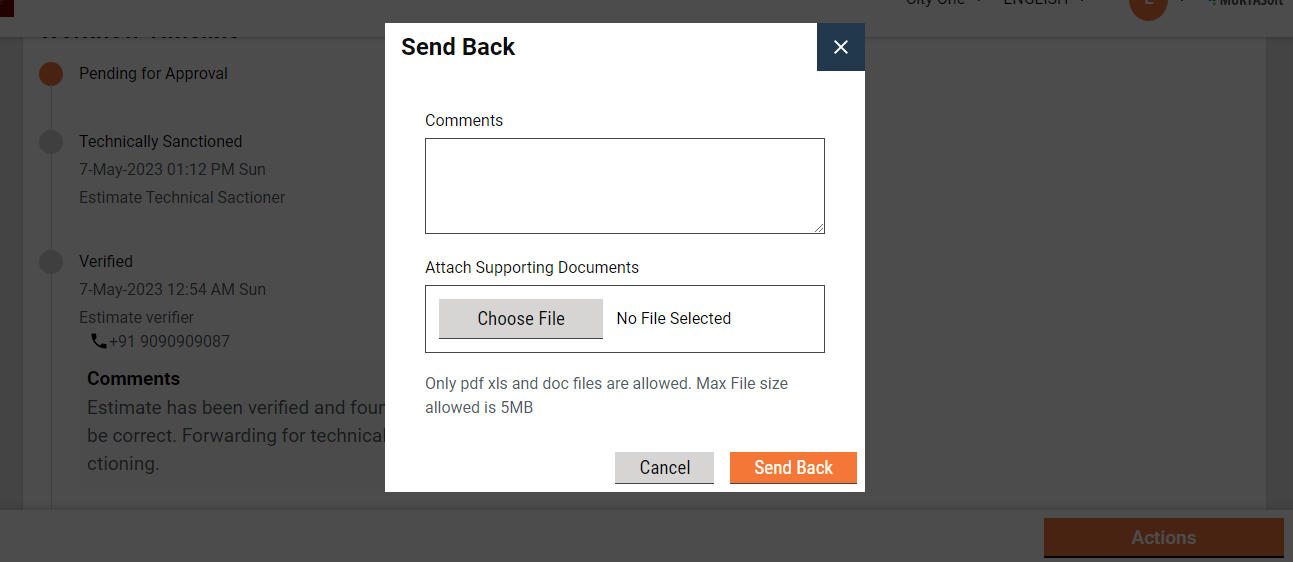 City One
ENGLISH
E
Workflow Timeline
Pending for Approval
Technically Sanctioned
7-May-2023 01:12 PM Sun
Estimate Technical Sactioner
Verified
7-May-2023 12:54 AM Sun
Estimate verifier
+91 9090909087
Comments
Estimate has been verified and foun
be correct. Forwarding for technical
ctioning.
Send Back
Comments
Attach Supporting Documents
Choose File
No File Selected
Only pdf xls and doc files are allowed. Max File size
allowed is 5MB
Cancel
Send Back
Actions